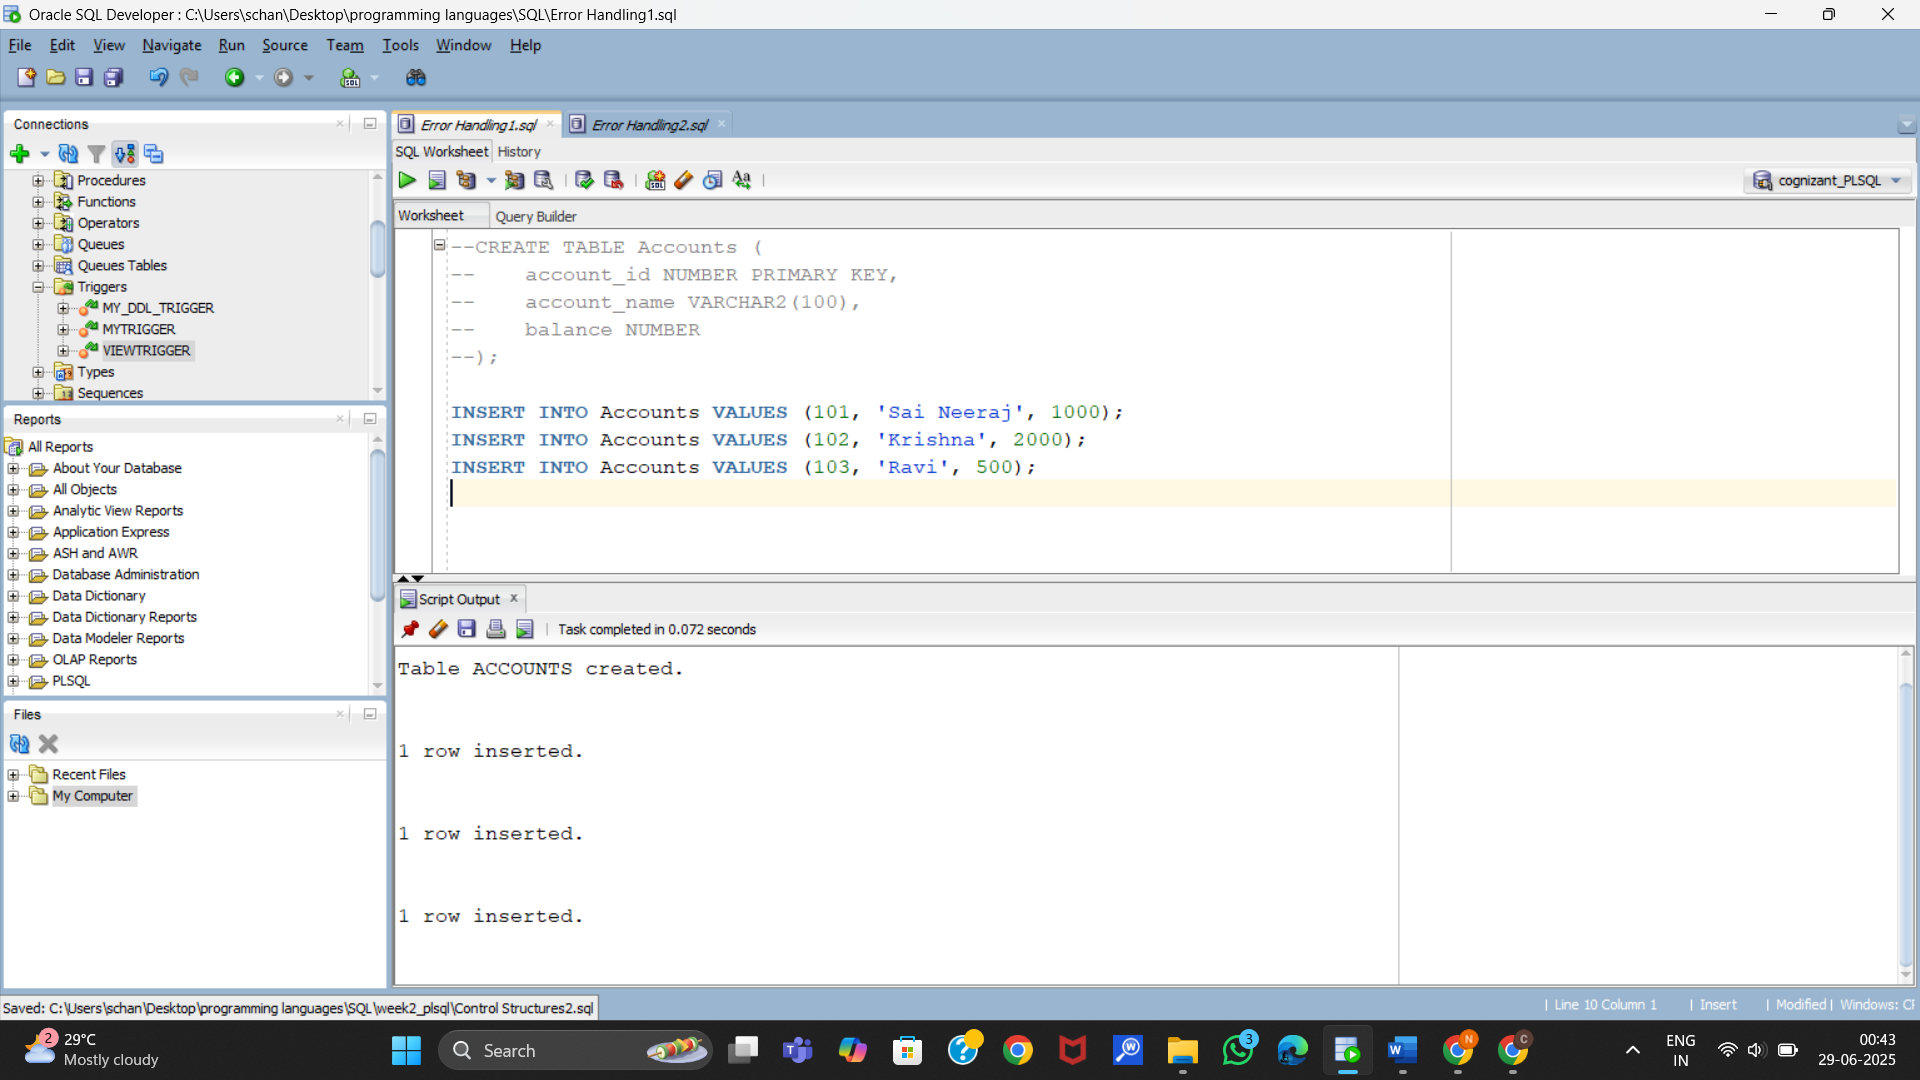 Oracle SQL Developer : C:\Users\schan\Desktop\programming languages\SQL\Error Handling1.sql
File Edit View Navigate Run Source Team Tools Window Help
Connections
Procedures
Functions
Operators
Queues
Queues Tables
Triggers
MY_DDL_TRIGGER
MYTRIGGER
VIEWTRIGGER
Types
Sequences
Reports
All Reports
About Your Database
All Objects
Analytic View Reports
Application Express
ASH and AWR
Database Administration
Data Dictionary
Data Dictionary Reports
Data Modeler Reports
OLAP Reports
PLSQL
Files
Recent Files
My Computer
Error Handling1.sql Error Handling2.sql
SQL Worksheet History
cognizant_PLSQL
Worksheet Query Builder
--CREATE TABLE Accounts (
-- account_id NUMBER PRIMARY KEY,
-- account_name VARCHAR2(100),
-- balance NUMBER
--);
INSERT INTO Accounts VALUES (101, 'Sai Neeraj', 1000);
INSERT INTO Accounts VALUES (102, 'Krishna', 2000);
INSERT INTO Accounts VALUES (103, 'Ravi', 500);
Script Output
Task completed in 0.072 seconds
Table ACCOUNTS created.
1 row inserted.
1 row inserted.
1 row inserted.
Saved: C:\Users\schan\Desktop\programming languages\SQL\week2_plsql\Control Structures2.sql
Line 10 Column 1 | Insert | Modified | Windows:
2
29°C
Mostly cloudy
Search
3
N
C
ENG
IN
00:43
29-06-2025